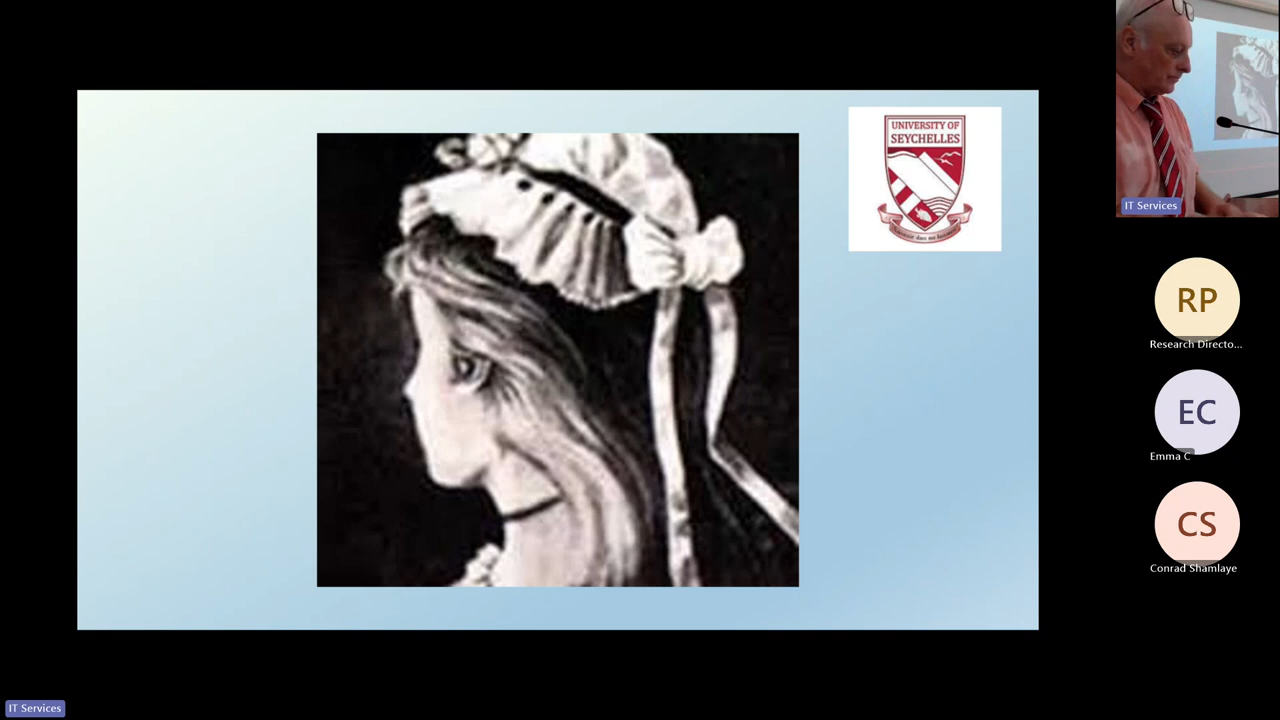 UNIVERSITY OF
SEYCHELLES
IT Services
RP
Research Directo...
EC
Emma C
CS
Conrad Shamlaye
IT Services